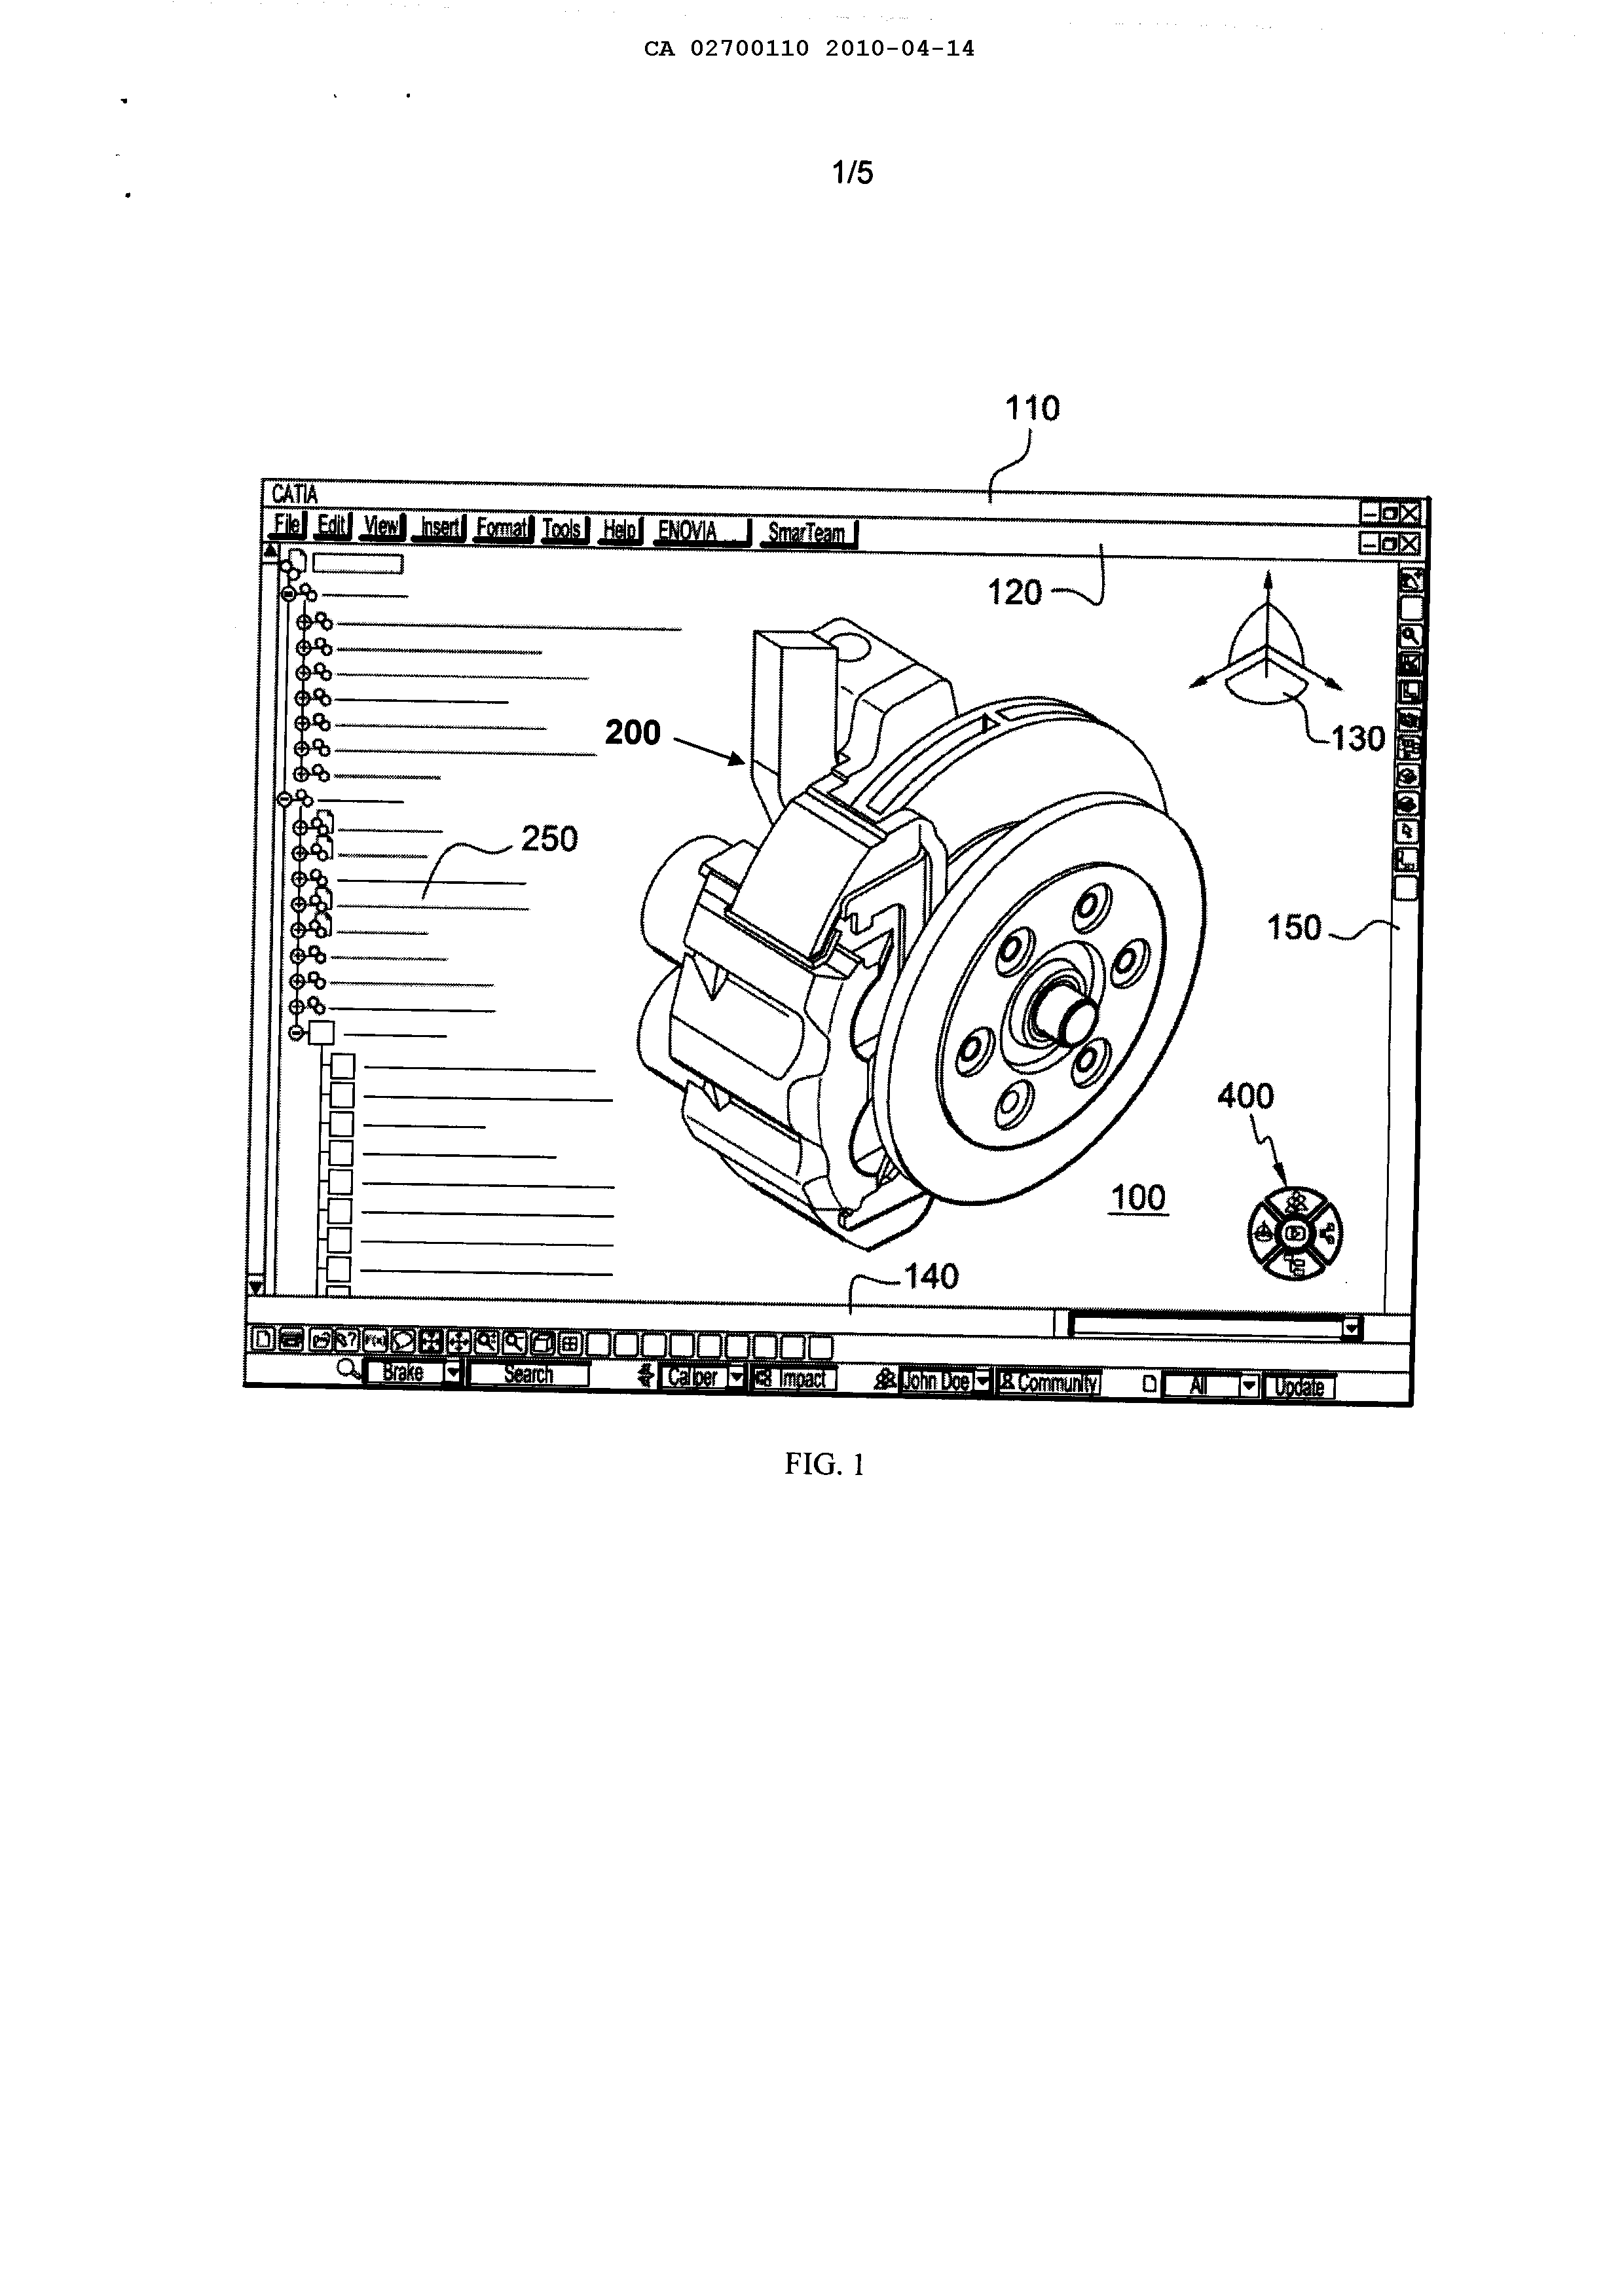 CA 02700110 2010-04-14
1/5
110
CATIA
File Edit View Insert Format Tools Help ENOVIA SmarTeam
120
130
200
250
150
400
100
140
Brake Search Caliper Impact John Doe Community All Update
FIG. 1